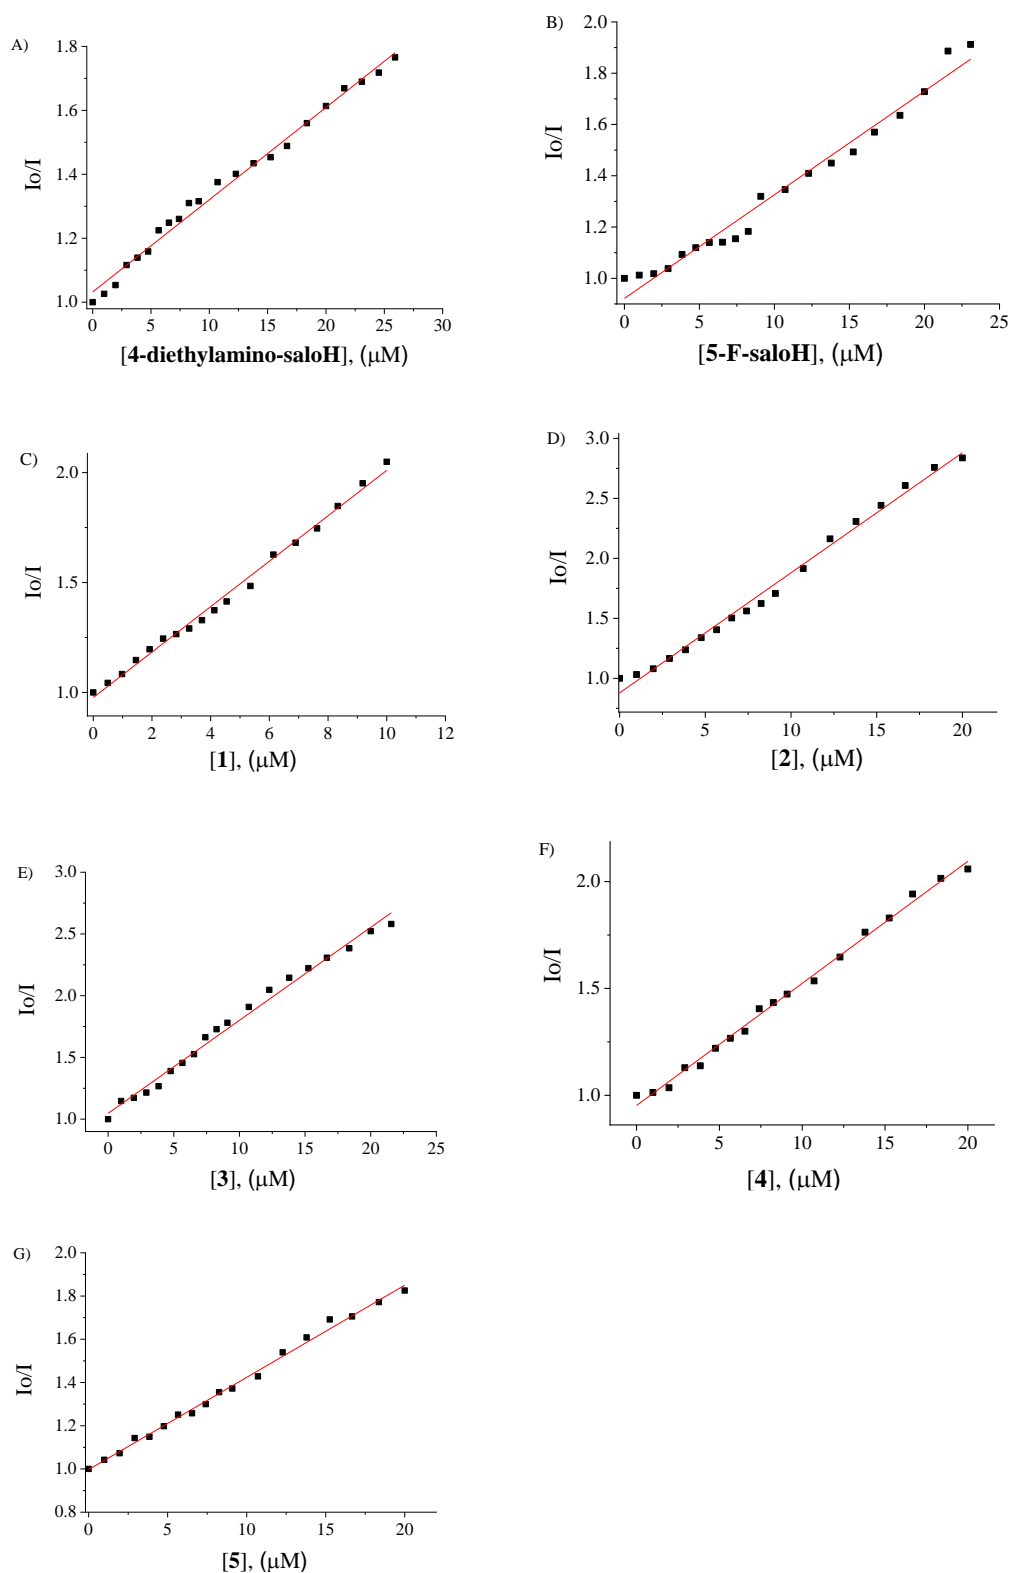 A)
1.8
1.6
1.4
1.2
1.0
Io/I
0 5 10 15 20 25 30
[4-diethylamino-saloH], (μM)
B)
2.0
1.8
1.6
1.4
1.2
1.0
Io/I
0 5 10 15 20 25
[5-F-saloH], (μM)
C)
2.0
1.5
1.0
Io/I
0 2 4 6 8 10 12
[1], (μM)
D)
3.0
2.5
2.0
1.5
1.0
Io/I
0 5 10 15 20
[2], (μM)
E)
3.0
2.5
2.0
1.5
1.0
Io/I
0 5 10 15 20 25
[3], (μM)
F)
2.0
1.5
1.0
Io/I
0 5 10 15 20
[4], (μM)
G)
2.0
1.8
1.6
1.4
1.2
1.0
0.8
Io/I
0 5 10 15 20
[5], (μM)